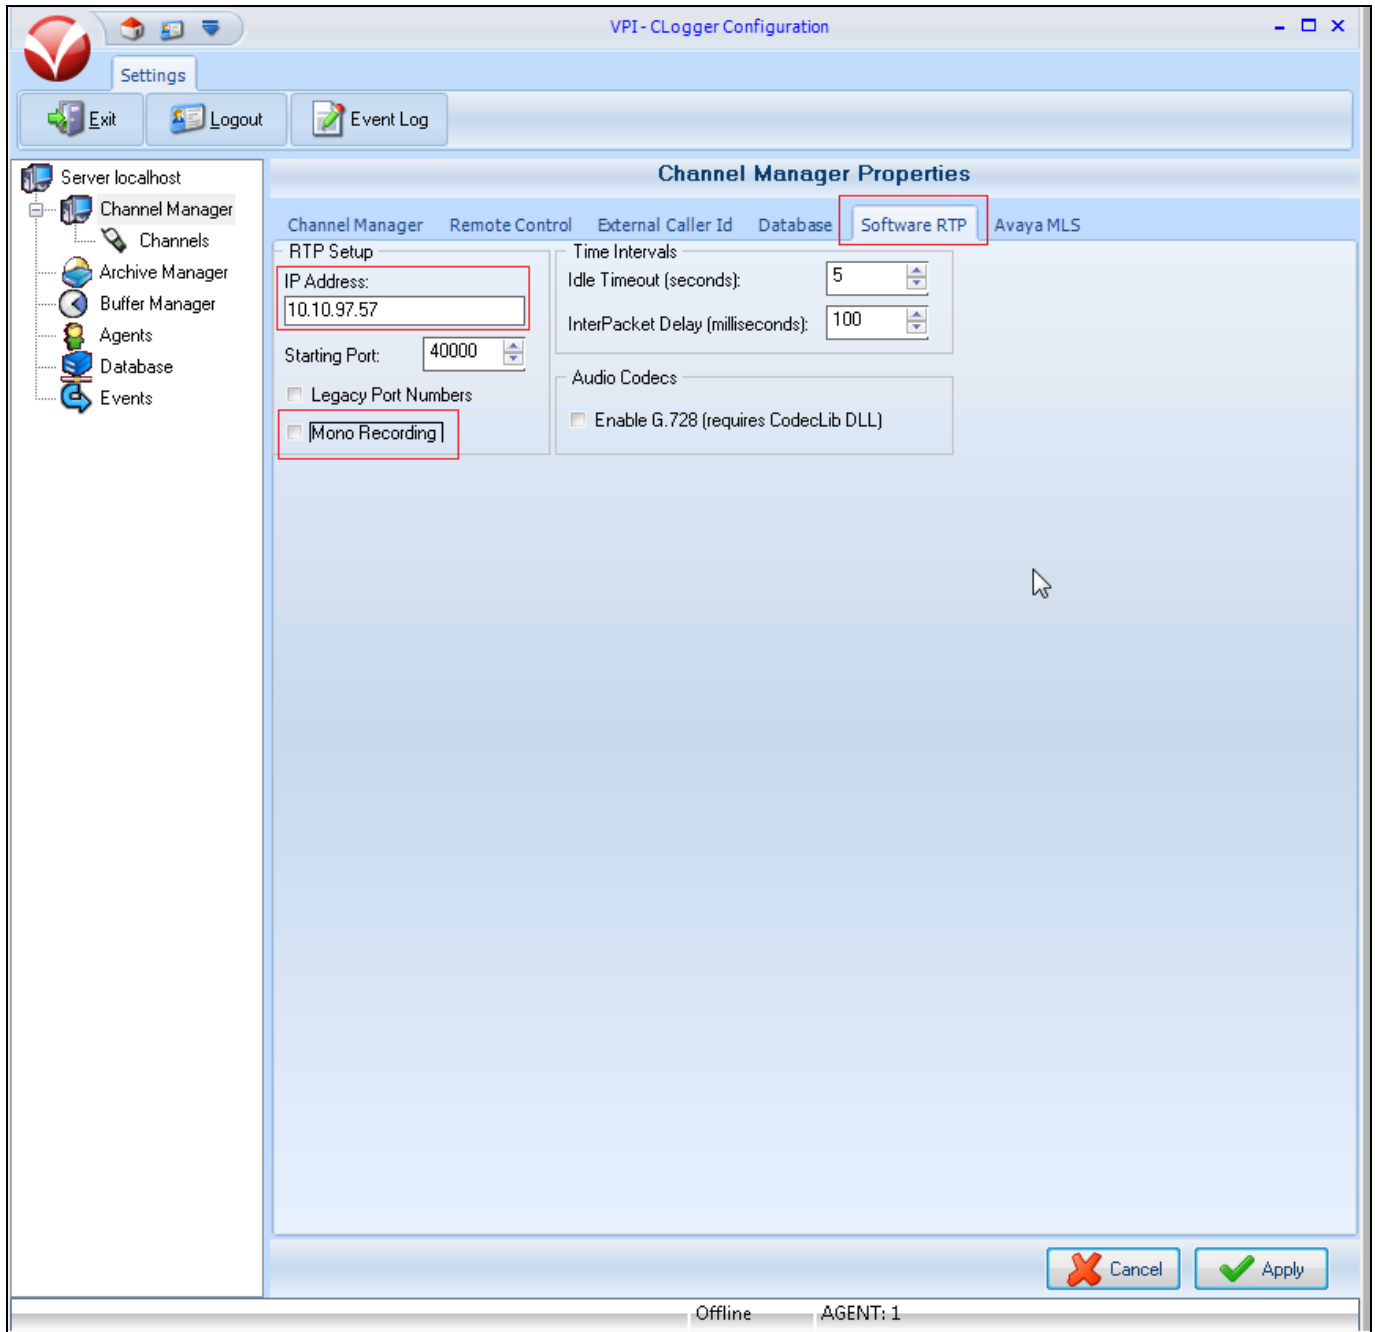 VPI - CLogger Configuration
Settings
Exit Logout Event Log
Server localhost
Channel Manager
Channels
Archive Manager
Buffer Manager
Agents
Database
Events
Channel Manager Properties
Channel Manager Remote Control External Caller Id Database Software RTP Avaya MLS
RTP Setup
IP Address:
10.10.97.57
Starting Port: 40000
Legacy Port Numbers
Mono Recording
Time Intervals
Idle Timeout (seconds): 5
InterPacket Delay (milliseconds): 100
Audio Codecs
Enable G.728 (requires CodecLib DLL)
Cancel Apply
Offline AGENT: 1